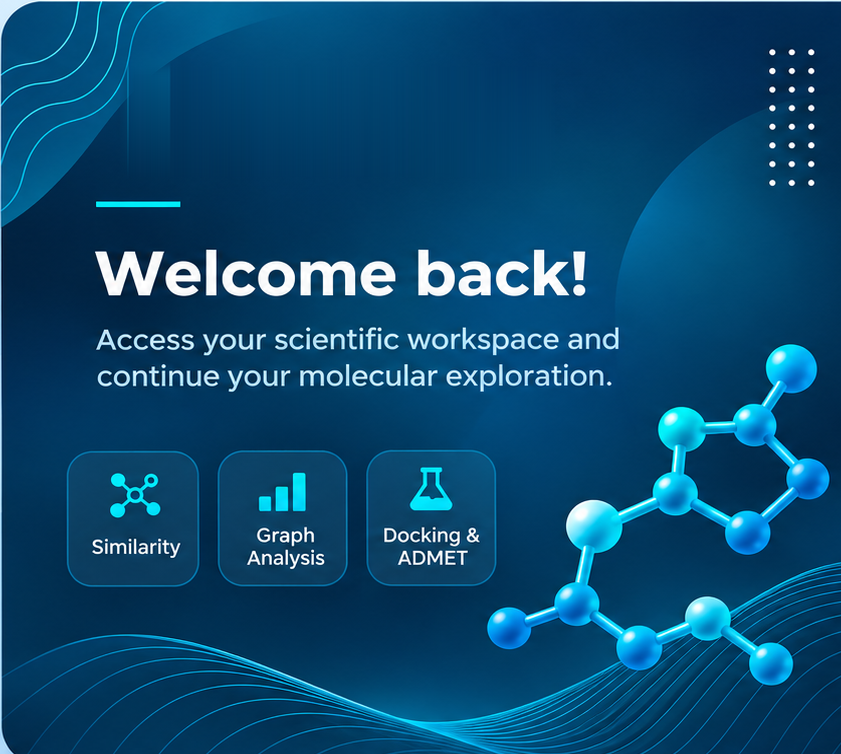 Welcome back!
Access your scientific workspace and
continue your molecular exploration.
Similarity
Graph
Analysis
Docking &
ADMET